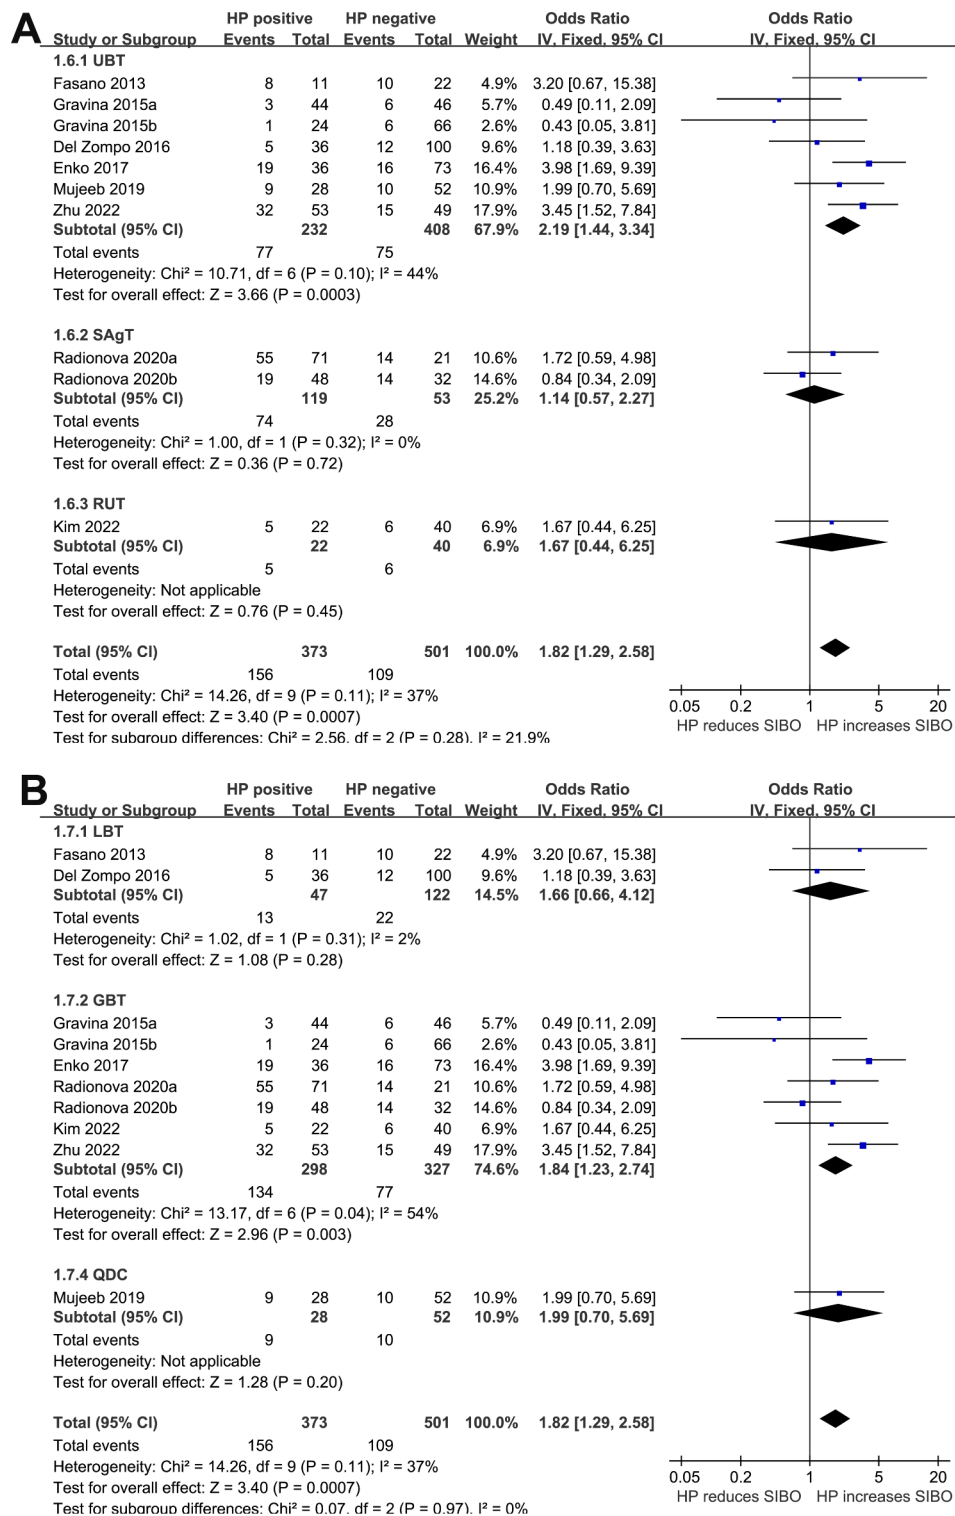 A
HP positive HP negative Odds Ratio Odds Ratio
Study or Subgroup Events Total Events Total Weight IV, Fixed, 95% CI IV, Fixed, 95% CI
1.6.1 UBT
Fasano 2013 8 11 10 22 4.9% 3.20 [0.67, 15.38]
Gravina 2015a 3 44 6 46 5.7% 0.49 [0.11, 2.09]
Gravina 2015b 1 24 6 66 2.6% 0.43 [0.05, 3.81]
Del Zompo 2016 5 36 12 100 9.6% 1.18 [0.39, 3.63]
Enko 2017 19 36 16 73 16.4% 3.98 [1.69, 9.39]
Mujeeb 2019 9 28 10 52 10.9% 1.99 [0.70, 5.69]
Zhu 2022 32 53 15 49 17.9% 3.45 [1.52, 7.84]
Subtotal (95% CI) 232 408 67.9% 2.19 [1.44, 3.34]
Total events 77 75
Heterogeneity: Chi² = 10.71, df = 6 (P = 0.10); I² = 44%
Test for overall effect: Z = 3.66 (P = 0.0003)
1.6.2 SAgT
Radionova 2020a 55 71 14 21 10.6% 1.72 [0.59, 4.98]
Radionova 2020b 19 48 14 32 14.6% 0.84 [0.34, 2.09]
Subtotal (95% CI) 119 53 25.2% 1.14 [0.57, 2.27]
Total events 74 28
Heterogeneity: Chi² = 1.00, df = 1 (P = 0.32); I² = 0%
Test for overall effect: Z = 0.36 (P = 0.72)
1.6.3 RUT
Kim 2022 5 22 6 40 6.9% 1.67 [0.44, 6.25]
Subtotal (95% CI) 22 40 6.9% 1.67 [0.44, 6.25]
Total events 5 6
Heterogeneity: Not applicable
Test for overall effect: Z = 0.76 (P = 0.45)
Total (95% CI) 373 501 100.0% 1.82 [1.29, 2.58]
Total events 156 109
Heterogeneity: Chi² = 14.26, df = 9 (P = 0.11); I² = 37%
Test for overall effect: Z = 3.40 (P = 0.0007)
Test for subgroup differences: Chi² = 2.56, df = 2 (P = 0.28), I² = 21.9%
0.05 0.2 1 5 20
HP reduces SIBO HP increases SIBO
B
HP positive HP negative Odds Ratio Odds Ratio
Study or Subgroup Events Total Events Total Weight IV, Fixed, 95% CI IV, Fixed, 95% CI
1.7.1 LBT
Fasano 2013 8 11 10 22 4.9% 3.20 [0.67, 15.38]
Del Zompo 2016 5 36 12 100 9.6% 1.18 [0.39, 3.63]
Subtotal (95% CI) 47 122 14.5% 1.66 [0.66, 4.12]
Total events 13 22
Heterogeneity: Chi² = 1.02, df = 1 (P = 0.31); I² = 2%
Test for overall effect: Z = 1.08 (P = 0.28)
1.7.2 GBT
Gravina 2015a 3 44 6 46 5.7% 0.49 [0.11, 2.09]
Gravina 2015b 1 24 6 66 2.6% 0.43 [0.05, 3.81]
Enko 2017 19 36 16 73 16.4% 3.98 [1.69, 9.39]
Radionova 2020a 55 71 14 21 10.6% 1.72 [0.59, 4.98]
Radionova 2020b 19 48 14 32 14.6% 0.84 [0.34, 2.09]
Kim 2022 5 22 6 40 6.9% 1.67 [0.44, 6.25]
Zhu 2022 32 53 15 49 17.9% 3.45 [1.52, 7.84]
Subtotal (95% CI) 298 327 74.6% 1.84 [1.23, 2.74]
Total events 134 77
Heterogeneity: Chi² = 13.17, df = 6 (P = 0.04); I² = 54%
Test for overall effect: Z = 2.96 (P = 0.003)
1.7.4 QDC
Mujeeb 2019 9 28 10 52 10.9% 1.99 [0.70, 5.69]
Subtotal (95% CI) 28 52 10.9% 1.99 [0.70, 5.69]
Total events 9 10
Heterogeneity: Not applicable
Test for overall effect: Z = 1.28 (P = 0.20)
Total (95% CI) 373 501 100.0% 1.82 [1.29, 2.58]
Total events 156 109
Heterogeneity: Chi² = 14.26, df = 9 (P = 0.11); I² = 37%
Test for overall effect: Z = 3.40 (P = 0.0007)
Test for subgroup differences: Chi² = 0.07, df = 2 (P = 0.97), I² = 0%
0.05 0.2 1 5 20
HP reduces SIBO HP increases SIBO